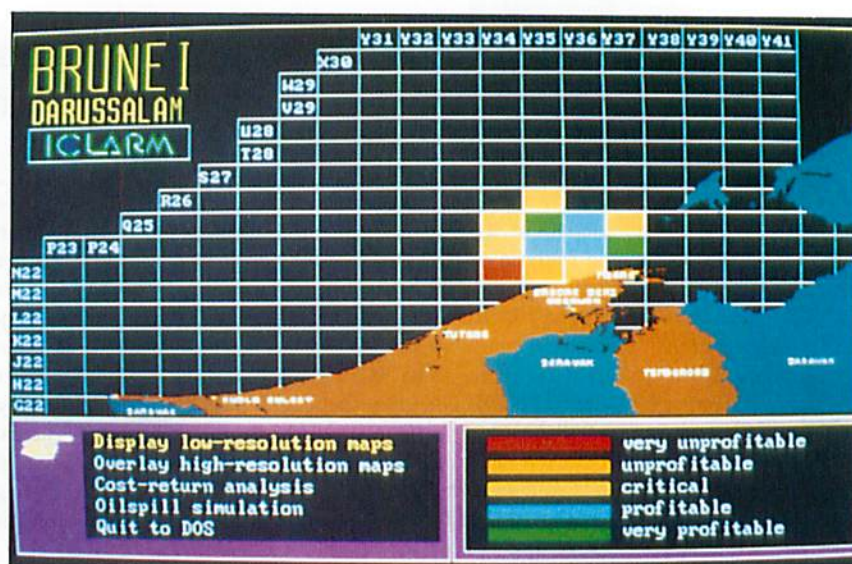 BRUNEI
DARUSSALAM
ICLARM
Y31 Y32 Y33 Y34 Y35 Y36 Y37 Y38 Y39 Y40 Y41
X30
W29
V29
U28
T28
S27
R26
Q25
P23 P24
N22
M22
L22
K22
J22
H22
G22
MUARA
TUTONG
SERAWAK
TEMBURONG
SARAWAK
SARAWAK
Display low-resolution maps
Overlay high-resolution maps
Cost-return analysis
Oilspill simulation
Quit to DOS
very unprofitable
unprofitable
critical
profitable
very profitable